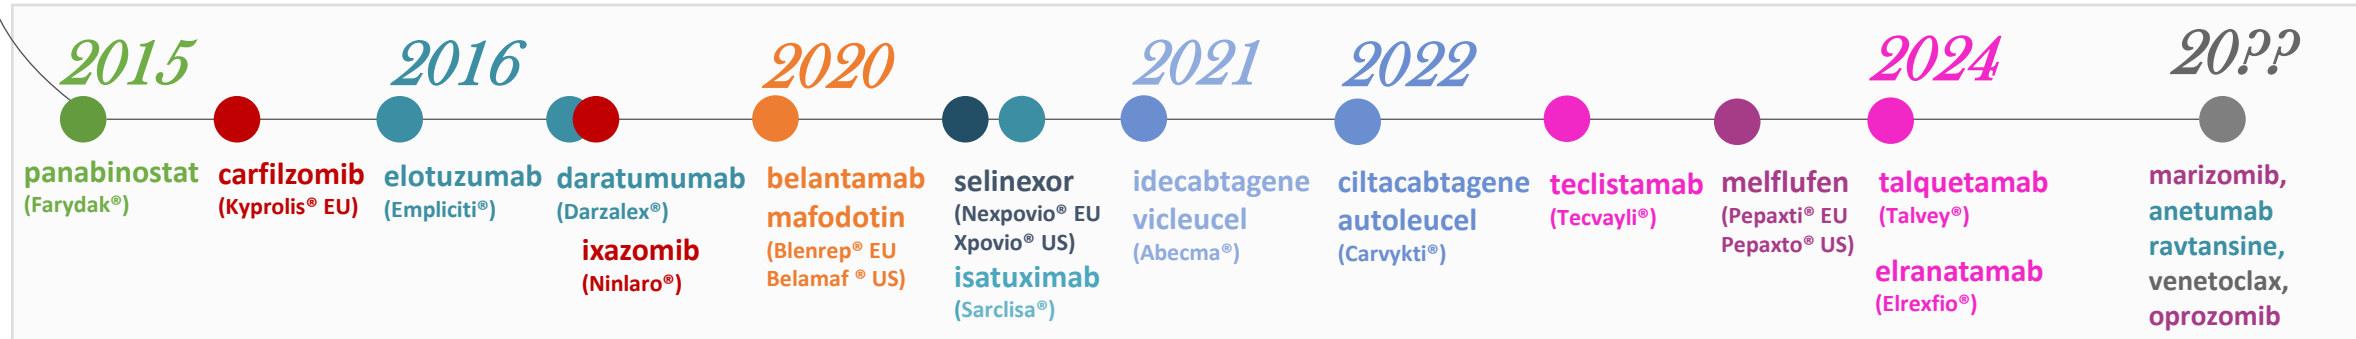 2015
2016
2020
2021
2022
2024
20??
panabinostat
(Farydak®)
carfilzomib
(Kyprolis® EU)
elotuzumab
(Empliciti®)
daratumumab
(Darzalex®)
ixazomib
(Ninlaro®)
belantamab
mafodotin
(Blenrep® EU
Belamaf ® US)
selinexor
(Nexpovio® EU
Xpovio® US)
isatuximab
(Sarclisa®)
idecabtagene
vicleucel
(Abecma®)
ciltacabtagene
autoleucel
(Carvykti®)
teclistamab
(Tecvayli®)
melflufen
(Pepaxti® EU
Pepaxto® US)
talquetamab
(Talvey®)
elranatamab
(Elrexfio®)
marizomib,
anetumab
ravtansine,
venetoclax,
oprozomib